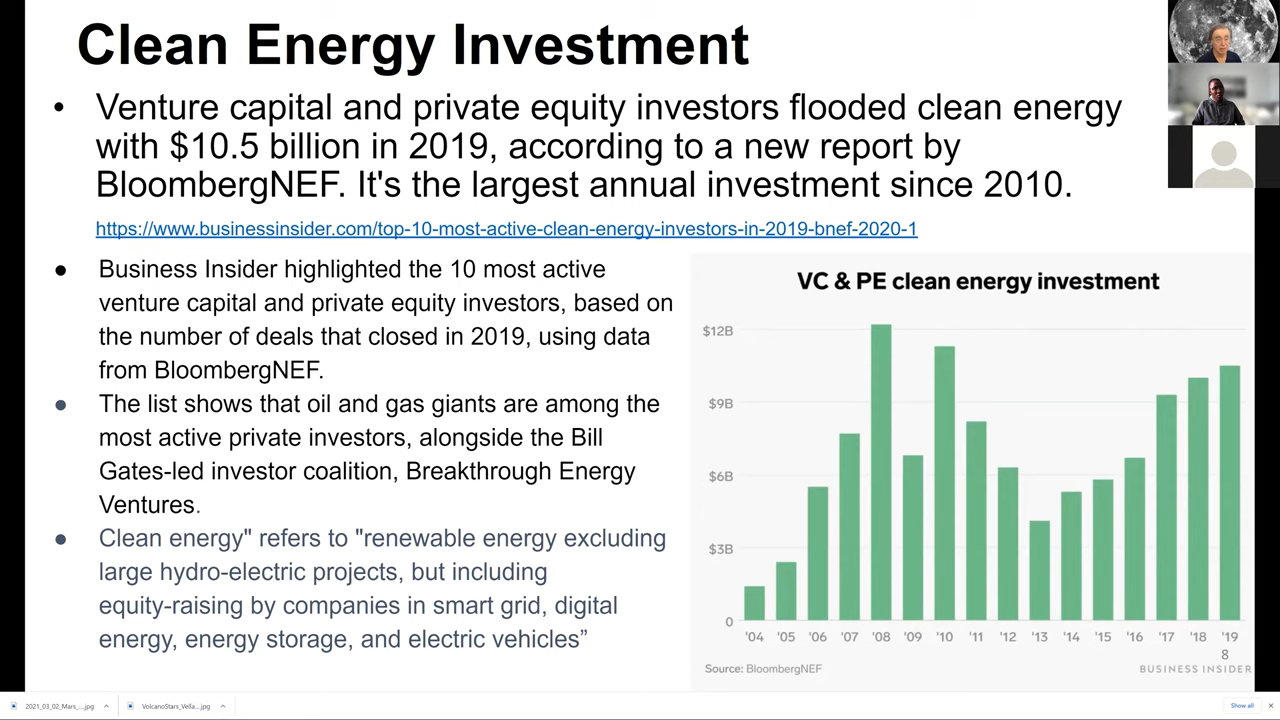 Clean Energy Investment
• Venture capital and private equity investors flooded clean energy
with $10.5 billion in 2019, according to a new report by
BloombergNEF. It's the largest annual investment since 2010.
https://www.businessinsider.com/top-10-most-active-clean-energy-investors-in-2019-bnef-2020-1
● Business Insider highlighted the 10 most active
venture capital and private equity investors, based on
the number of deals that closed in 2019, using data
from BloombergNEF.
● The list shows that oil and gas giants are among the
most active private investors, alongside the Bill
Gates-led investor coalition, Breakthrough Energy
Ventures.
● Clean energy" refers to "renewable energy excluding
large hydro-electric projects, but including
equity-raising by companies in smart grid, digital
energy, energy storage, and electric vehicles”
VC & PE clean energy investment
$12B
$9B
$6B
$3B
0
'04 '05 '06 '07 '08 '09 '10 '11 '12 '13 '14 '15 '16 '17 '18 '19
8
Source: BloombergNEF BUSINESS INSIDER
2021_03_02_Mars_...jpg VolcanoStars_Vella...jpg Show all